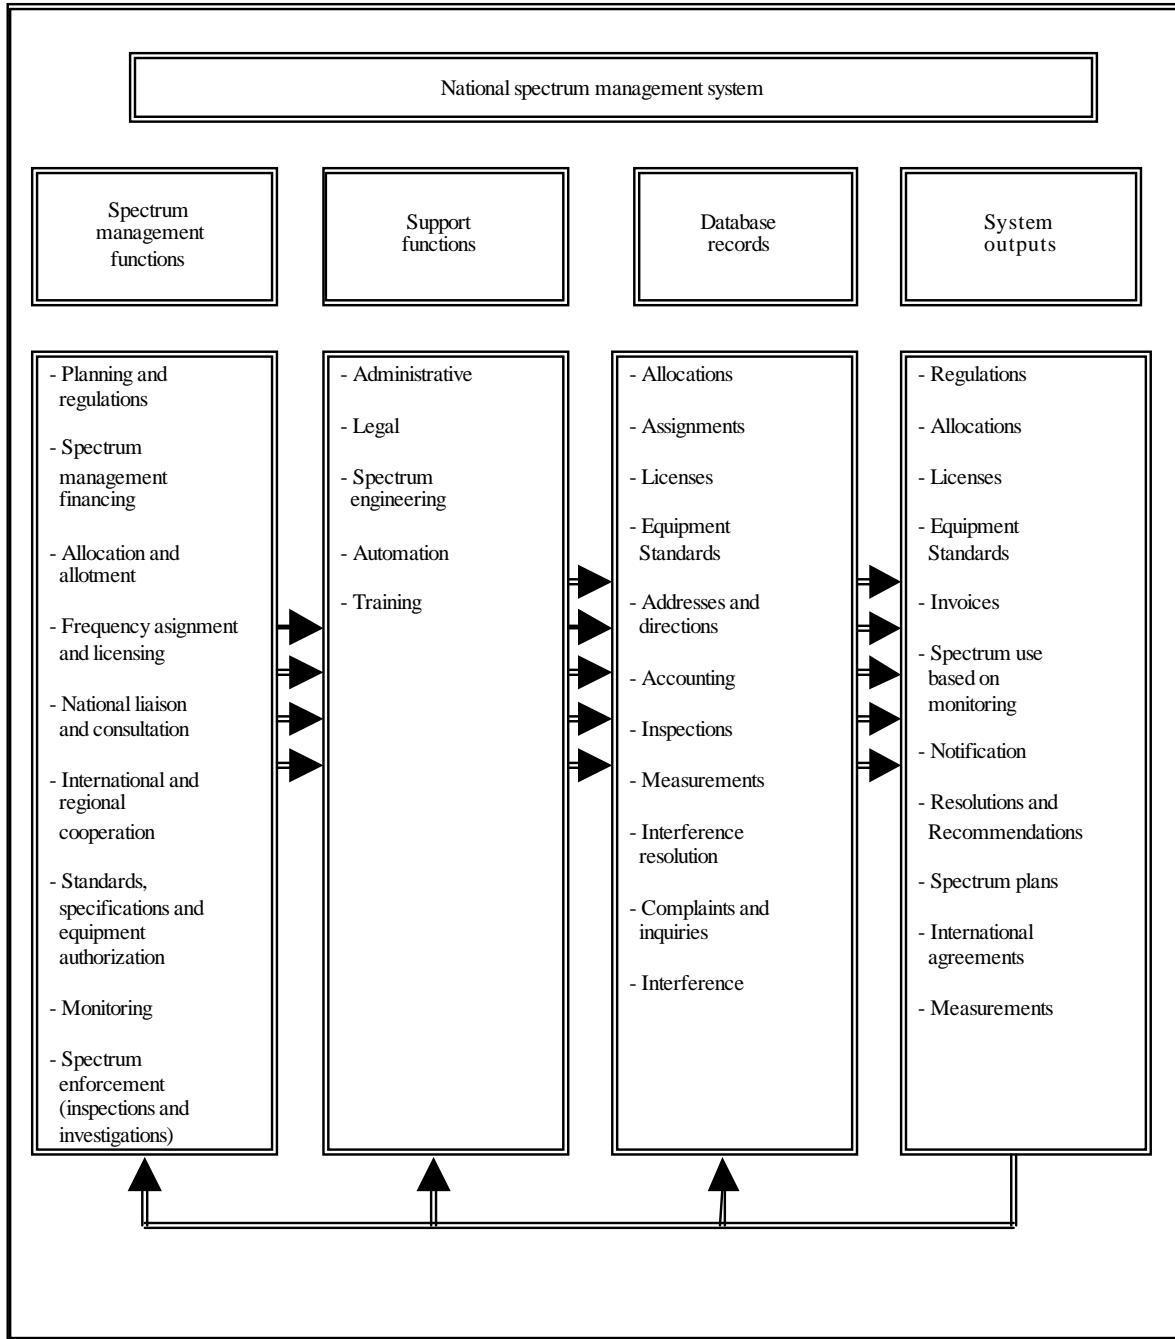 National spectrum management system
Spectrum
management
functions
Support
functions
Database
records
System
outputs
- Planning and
regulations
- Spectrum
management
financing
- Allocation and
allotment
- Frequency asignment
and licensing
- National liaison
and consultation
- International and
regional
cooperation
- Standards,
specifications and
equipment
authorization
- Monitoring
- Spectrum
enforcement
(inspections and
investigations)
- Administrative
- Legal
- Spectrum
engineering
- Automation
- Training
- Allocations
- Assignments
- Licenses
- Equipment
Standards
- Addresses and
directions
- Accounting
- Inspections
- Measurements
- Interference
resolution
- Complaints and
inquiries
- Interference
- Regulations
- Allocations
- Licenses
- Equipment
Standards
- Invoices
- Spectrum use
based on
monitoring
- Notification
- Resolutions and
Recommendations
- Spectrum plans
- International
agreements
- Measurements